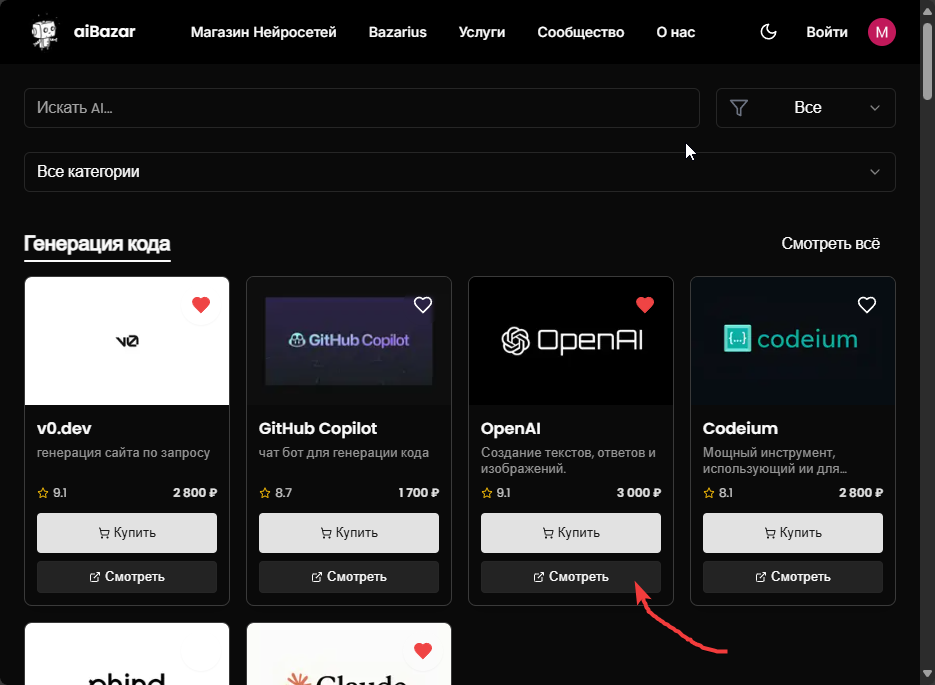 aiBazar
Магазин Нейросетей Bazarius Услуги Сообщество О нас Войти M
Искать AI...
Все
Все категории
Генерация кода
Смотреть всё
v0
GitHub Copilot
OpenAI
{...} codeium
v0.dev
генерация сайта по запросу
9.1 2 800 ₽
Купить
Смотреть
GitHub Copilot
чат бот для генерации кода
8.7 1 700 ₽
Купить
Смотреть
OpenAI
Создание текстов, ответов и
изображений.
9.1 3 000 ₽
Купить
Смотреть
Codeium
Мощный инструмент,
использующий ии для...
8.1 2 800 ₽
Купить
Смотреть
phind
Claude